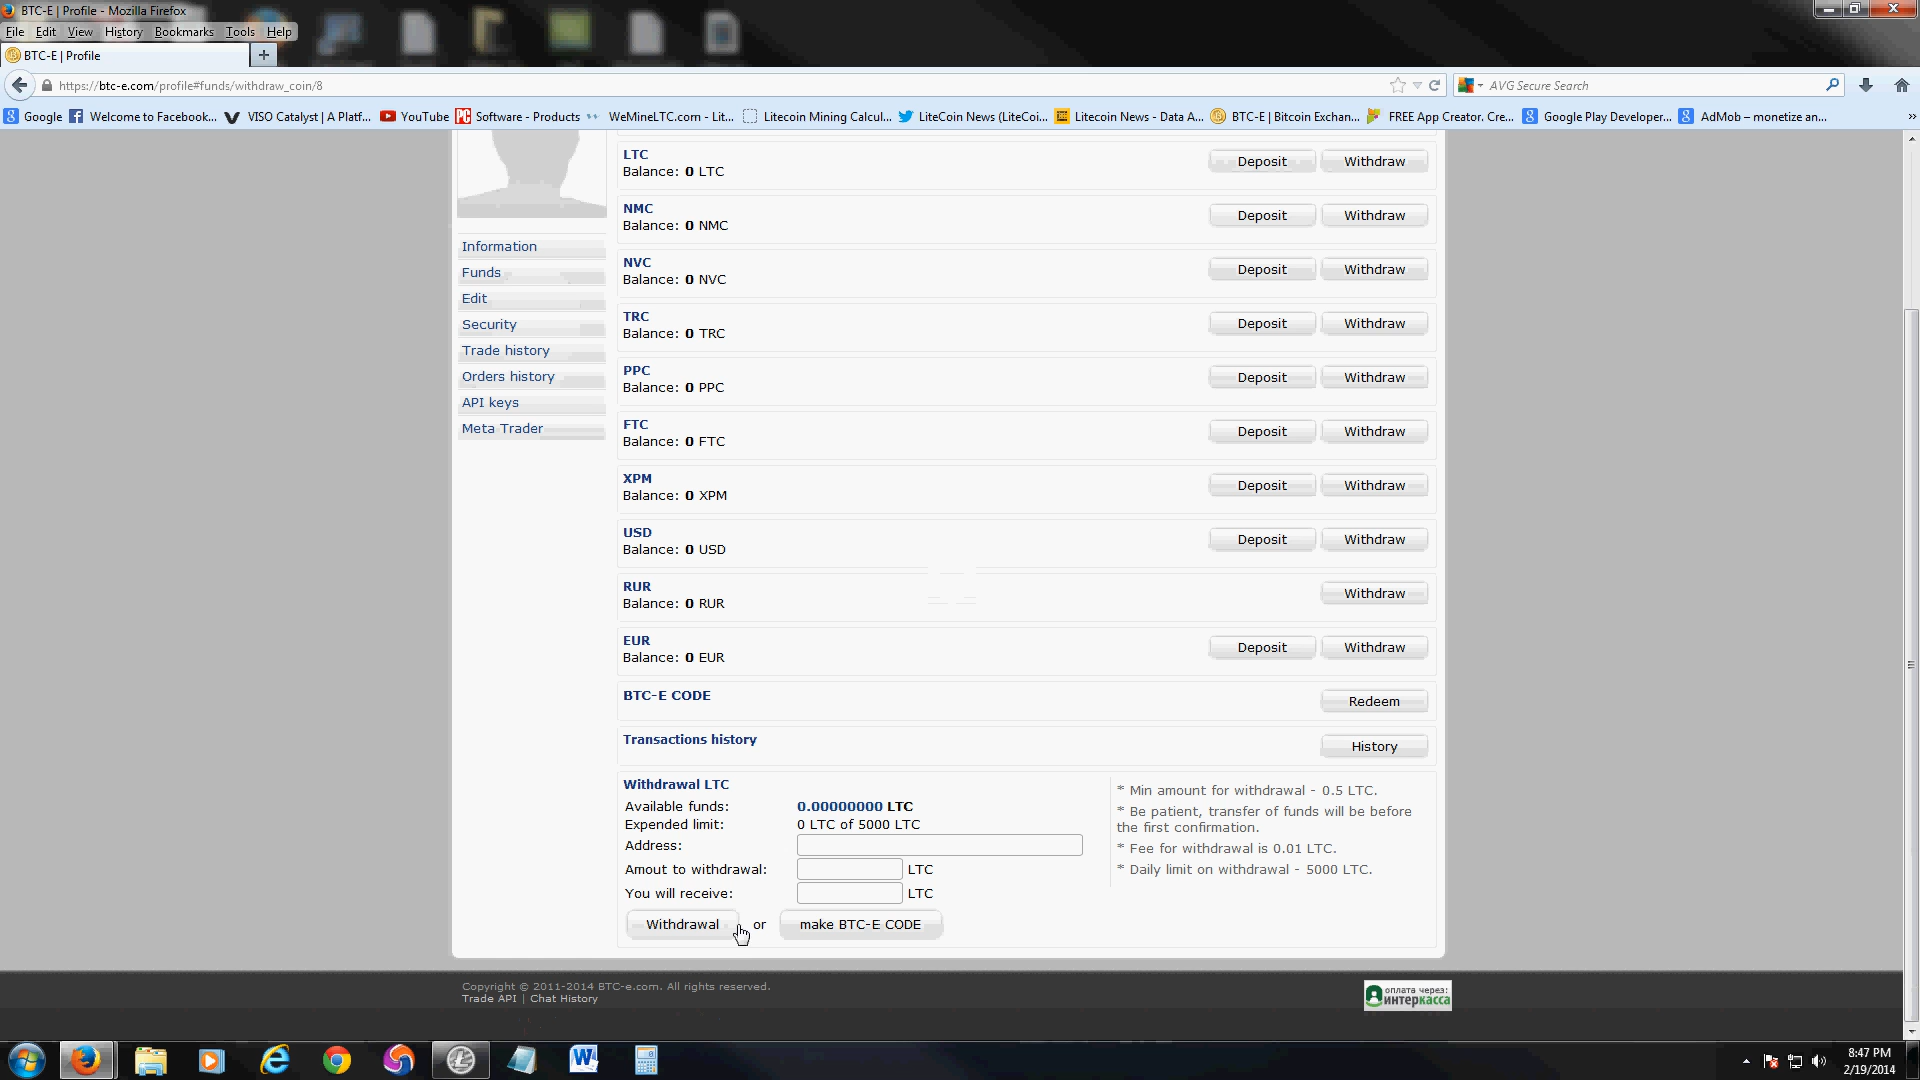 BTC-E | Profile - Mozilla Firefox
File Edit View History Bookmarks Tools Help
BTC-E | Profile +
https://btc-e.com/profile#funds/withdraw_coin/8
AVG Secure Search
Google Welcome to Facebook... VISO Catalyst | A Platf... YouTube Software - Products WeMineLTC.com - Lit... Litecoin Mining Calcul... LiteCoin News (LiteCoi... Litecoin News - Data A... BTC-E | Bitcoin Exchan... FREE App Creator. Cre... Google Play Developer... AdMob – monetize an... »
LTC
Balance: 0 LTC
Deposit Withdraw
NMC
Balance: 0 NMC
Deposit Withdraw
NVC
Balance: 0 NVC
Deposit Withdraw
TRC
Balance: 0 TRC
Deposit Withdraw
PPC
Balance: 0 PPC
Deposit Withdraw
FTC
Balance: 0 FTC
Deposit Withdraw
XPM
Balance: 0 XPM
Deposit Withdraw
USD
Balance: 0 USD
Deposit Withdraw
RUR
Balance: 0 RUR
Withdraw
EUR
Balance: 0 EUR
Deposit Withdraw
BTC-E CODE
Redeem
Transactions history
History
Information
Funds
Edit
Security
Trade history
Orders history
API keys
Meta Trader
Withdrawal LTC
Available funds: 0.00000000 LTC
Expended limit: 0 LTC of 5000 LTC
Address:
Amout to withdrawal: LTC
You will receive: LTC
Withdrawal or make BTC-E CODE
* Min amount for withdrawal - 0.5 LTC.
* Be patient, transfer of funds will be before
the first confirmation.
* Fee for withdrawal is 0.01 LTC.
* Daily limit on withdrawal - 5000 LTC.
Copyright © 2011-2014 BTC-e.com. All rights reserved.
Trade API | Chat History
оплата через:
интеркасса
8:47 PM
2/19/2014